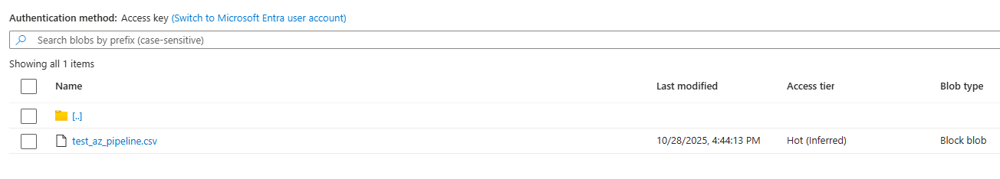 Authentication method: Access key (Switch to Microsoft Entra user account)
Search blobs by prefix (case-sensitive)
Showing all 1 items
Name Last modified Access tier Blob type
[..]
test_az_pipeline.csv 10/28/2025, 4:44:13 PM Hot (Inferred) Block blob